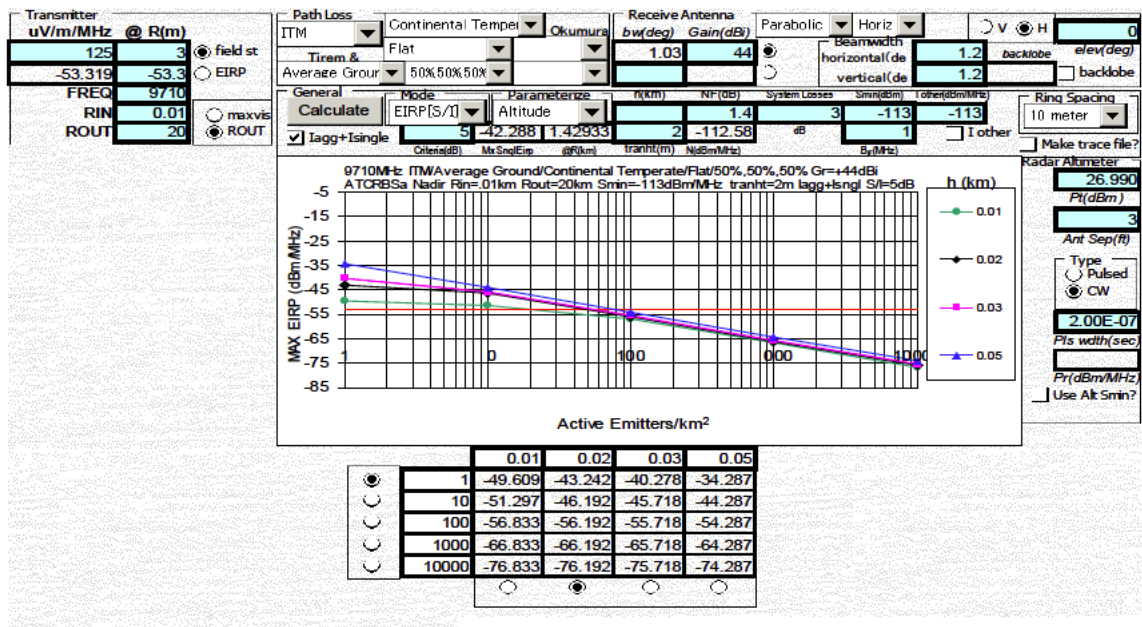 Transmitter
uV/m/MHz @ R(m)
125 3 field st
-53.319 -53.3 EIRP
FREQ 9710
RIN 0.01 maxvis
ROUT 20 ROUT
Path Loss
ITM Continental Temper Okumura
Tirem & Flat
Average Grour 50%,50%,50%
Receive Antenna
bw(deg) Gain(dBi) Parabolic Horiz V H 0
elev(deg)
1.03 44 Beamwidth
horizontal(de 1.2 backlobe
vertical(de 1.2 backlobe
General Mode Parameterize h(km) NF(dB) System Losses Smin(dBm) I other(dBm/MHz)
Calculate EIRP[S/I] Altitude 1.4 3 -113 -113
Iagg+Isingle 5 -42.288 1.42933 2 -112.58 dB 1 I other
Criteria(dB) Mx SnglEirp @R(km) tranht(m) N(dBm/MHz) BIF(MHz)
Ring Spacing
10 meter
Make trace file?
Radar Altimeter
26.990
Pt(dBm)
3
Ant Sep(ft)
Type
Pulsed
CW
2.00E-07
Pls wdth(sec)
Pr(dBm/MHz)
Use Alt Smin?
9710MHz ITM/Average Ground/Continental Temperate/Flat/50%,50%,50% Gr=+44dBi
ATCRBSa Nadir Rin=.01km Rout=20km Smin=-113dBm/MHz tranht=2m Iagg+Isngl S/I=5dB
h (km)
0.01
0.02
0.03
0.05
MAX EIRP (dBm/MHz)
-5
-15
-25
-35
-45
-55
-65
-75
-85
1 0 100 000 1000
Active Emitters/km²
0.01 0.02 0.03 0.05
1 -49.609 -43.242 -40.278 -34.287
10 -51.297 -46.192 -45.718 -44.287
100 -56.833 -56.192 -55.718 -54.287
1000 -66.833 -66.192 -65.718 -64.287
10000 -76.833 -76.192 -75.718 -74.287